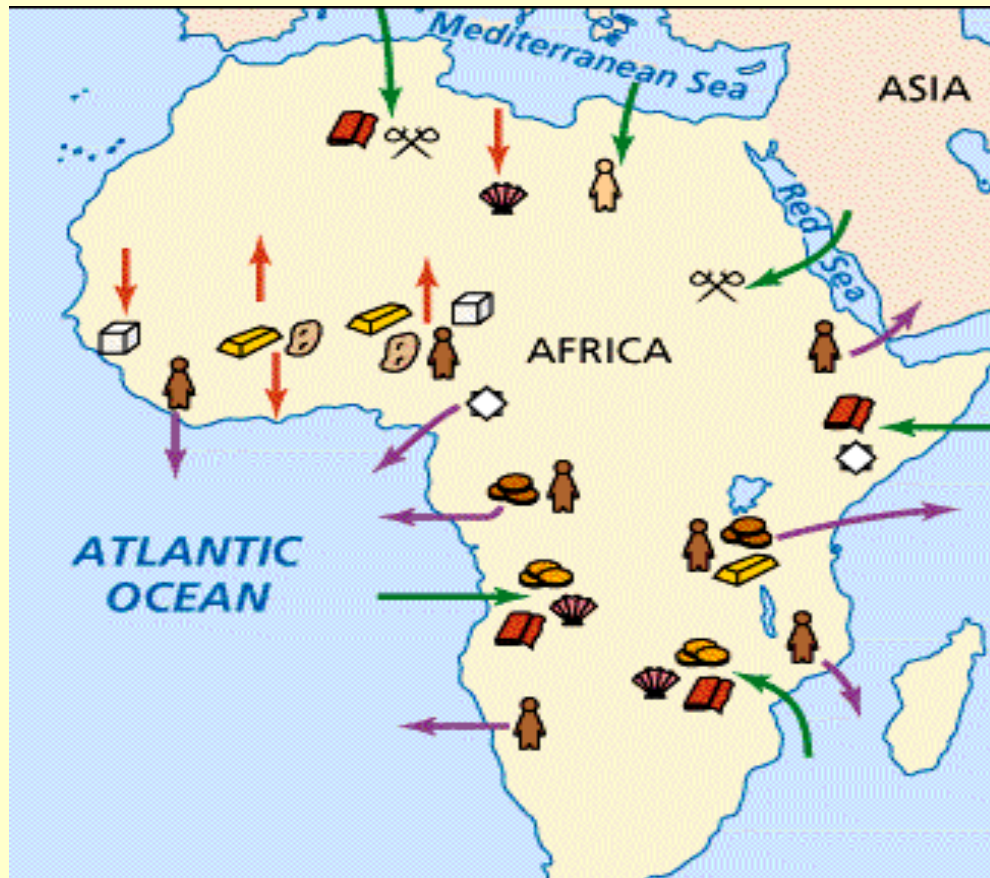 Mediterranean Sea
ASIA
Red Sea
AFRICA
ATLANTIC
OCEAN